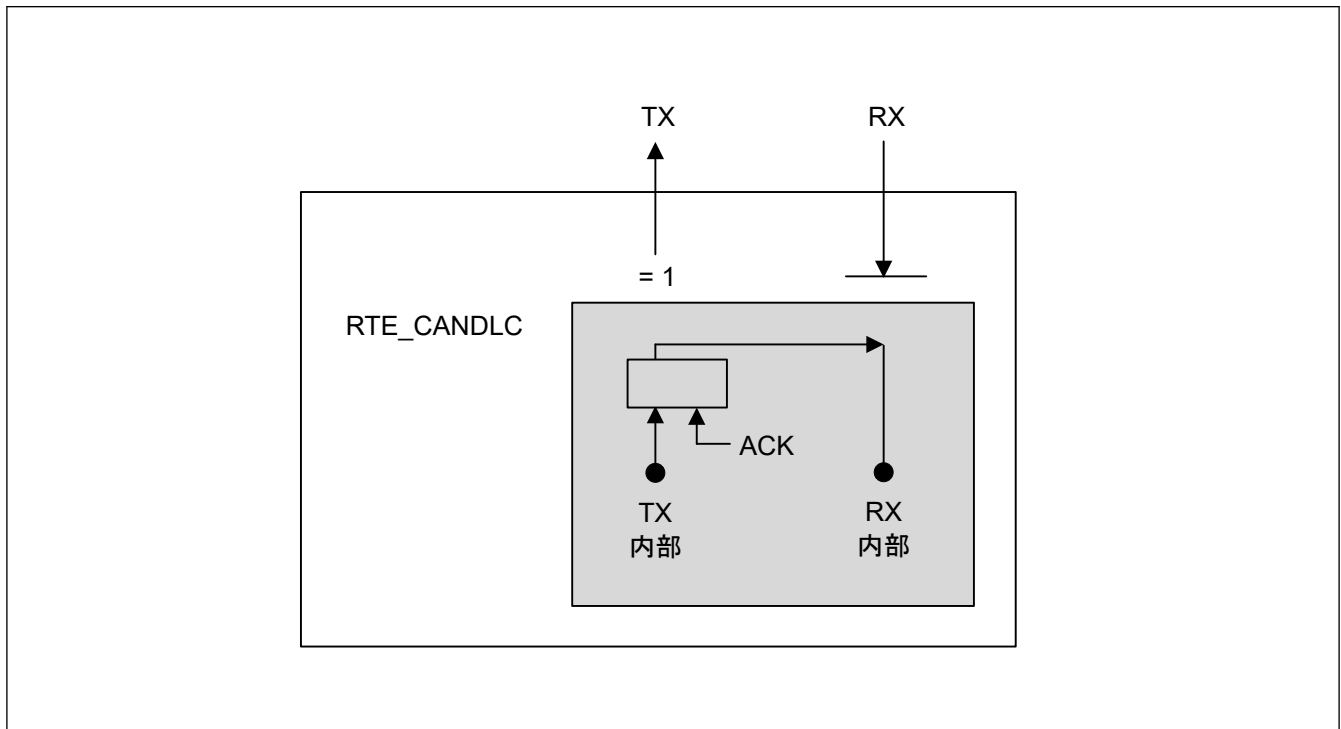 TX
RX
= 1
RTE_CANDLC
ACK
TX
内部
RX
内部